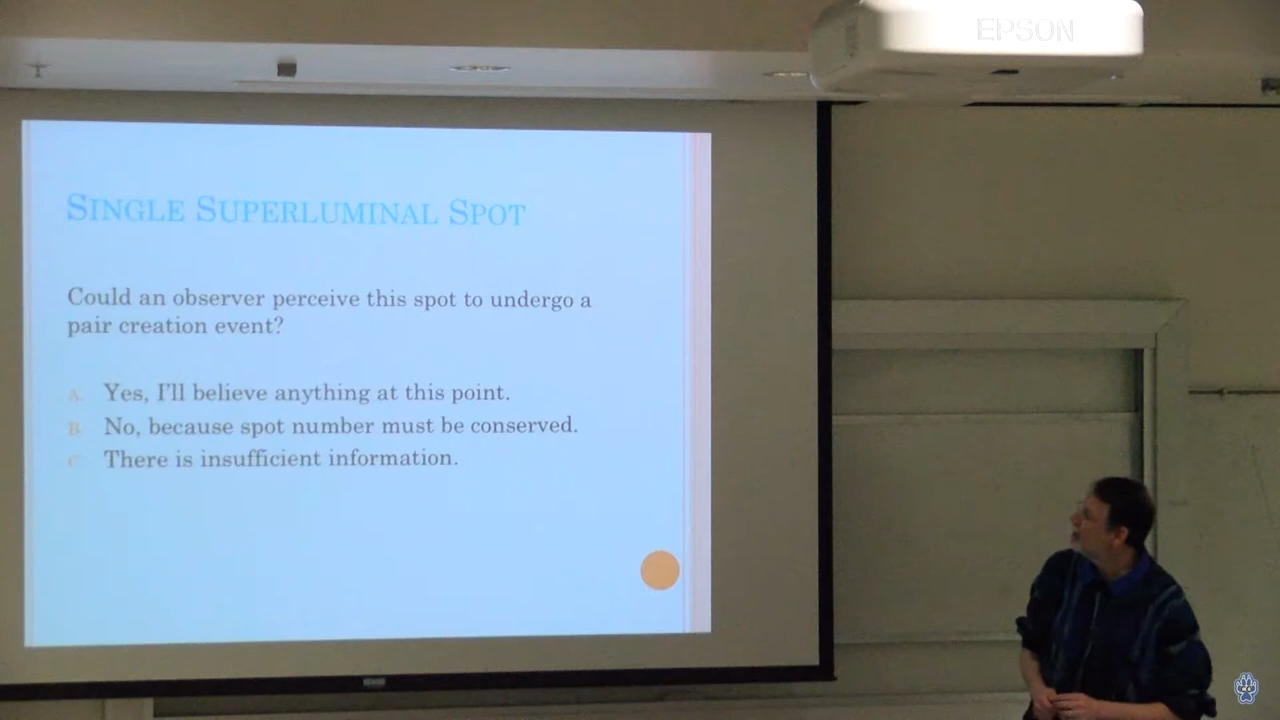 EPSON
SINGLE SUPERLUMINAL SPOT
Could an observer perceive this spot to undergo a
pair creation event?
A. Yes, I'll believe anything at this point.
B. No, because spot number must be conserved.
C. There is insufficient information.